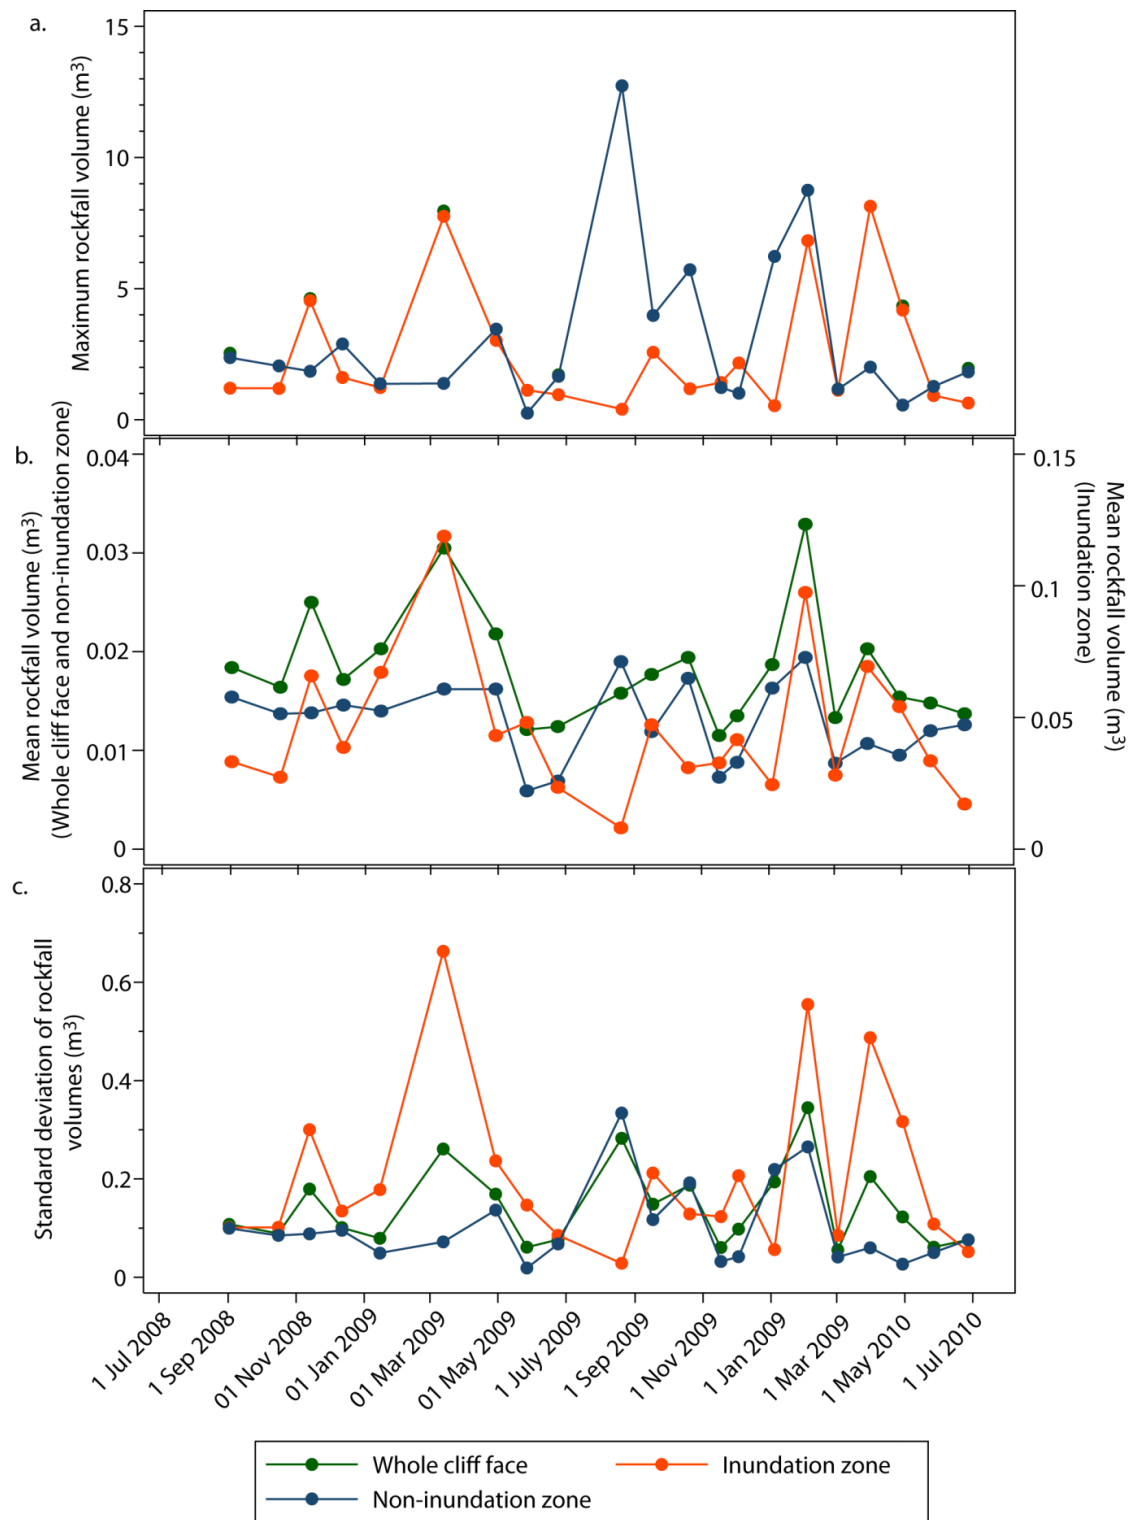 a.
Maximum rockfall volume (m³)
15
10
5
0
b.
Mean rockfall volume (m³)
(Whole cliff face and non-inundation zone)
0.04
0.03
0.02
0.01
0
0.15
0.1
0.05
0
Mean rockfall volume (m³)
(Inundation zone)
c.
Standard deviation of rockfall
volumes (m³)
0.8
0.6
0.4
0.2
0
1 Jul 2008
1 Sep 2008
01 Nov 2008
01 Jan 2009
01 Mar 2009
01 May 2009
1 July 2009
1 Sep 2009
1 Nov 2009
1 Jan 2009
1 Mar 2009
1 May 2010
1 Jul 2010
Whole cliff face
Inundation zone
Non-inundation zone